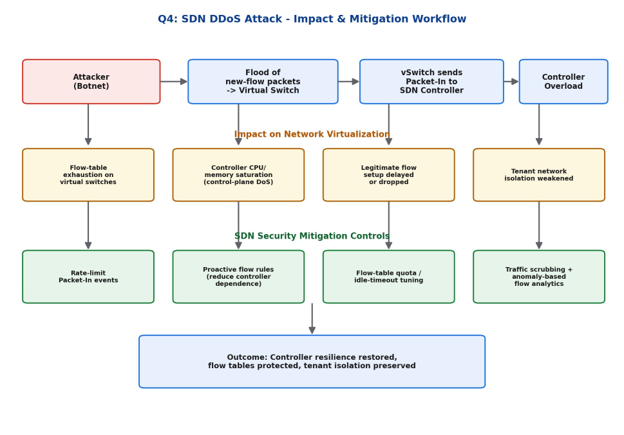 Q4: SDN DDoS Attack - Impact & Mitigation Workflow
Attacker
(Botnet)
Flood of
new-flow packets
-> Virtual Switch
vSwitch sends
Packet-In to
SDN Controller
Controller
Overload
Impact on Network Virtualization
Flow-table
exhaustion on
virtual switches
Controller CPU/
memory saturation
(control-plane DoS)
Legitimate flow
setup delayed
or dropped
Tenant network
isolation weakened
SDN Security Mitigation Controls
Rate-limit
Packet-In events
Proactive flow rules
(reduce controller
dependence)
Flow-table quota /
idle-timeout tuning
Traffic scrubbing +
anomaly-based
flow analytics
Outcome: Controller resilience restored,
flow tables protected, tenant isolation preserved